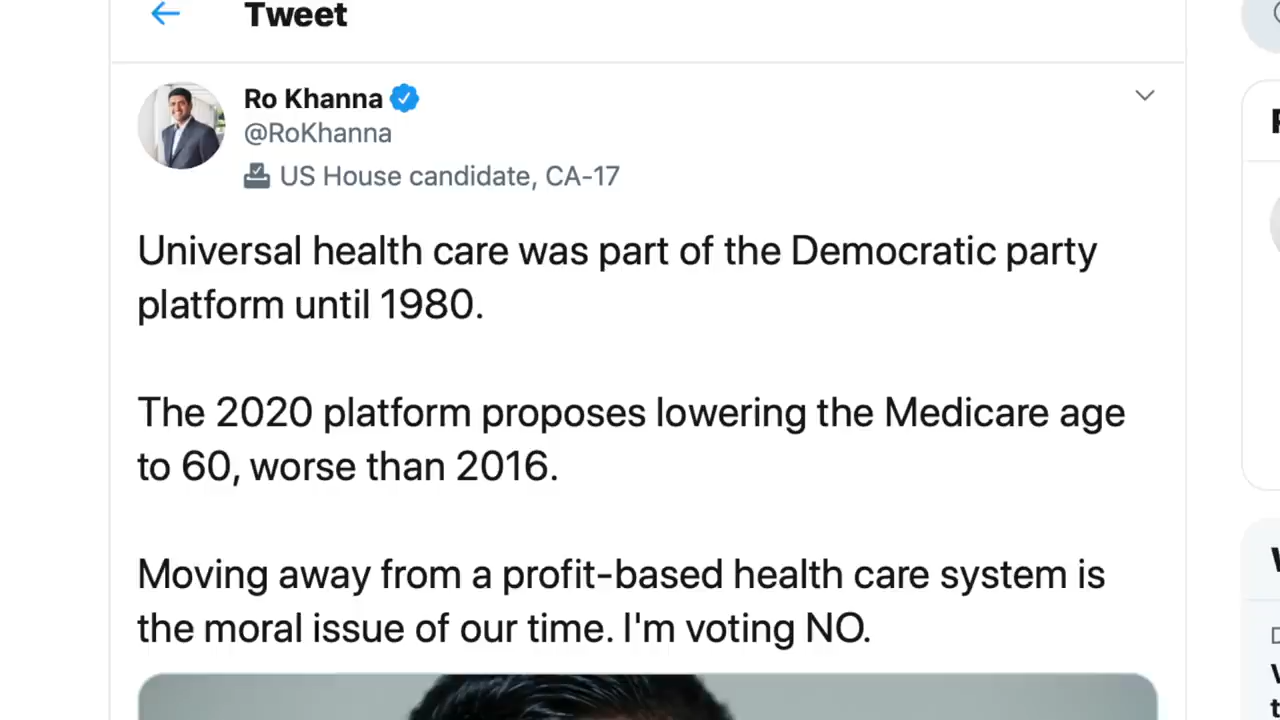 Tweet
Ro Khanna
@RoKhanna
US House candidate, CA-17
Universal health care was part of the Democratic party
platform until 1980.
The 2020 platform proposes lowering the Medicare age
to 60, worse than 2016.
Moving away from a profit-based health care system is
the moral issue of our time. I'm voting NO.